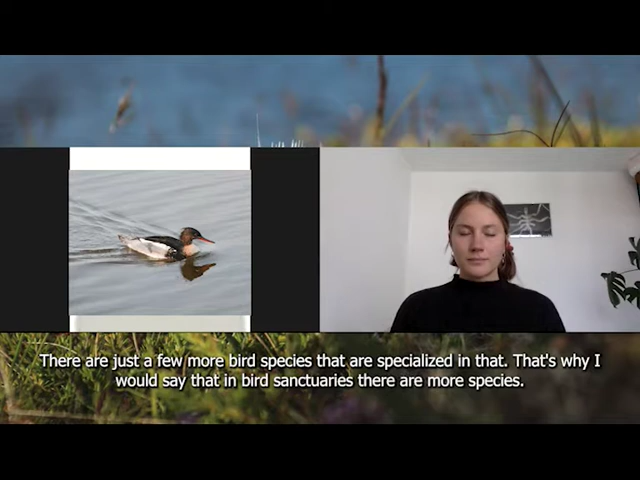 There are just a few more bird species that are specialized in that. That's why I
would say that in bird sanctuaries there are more species.